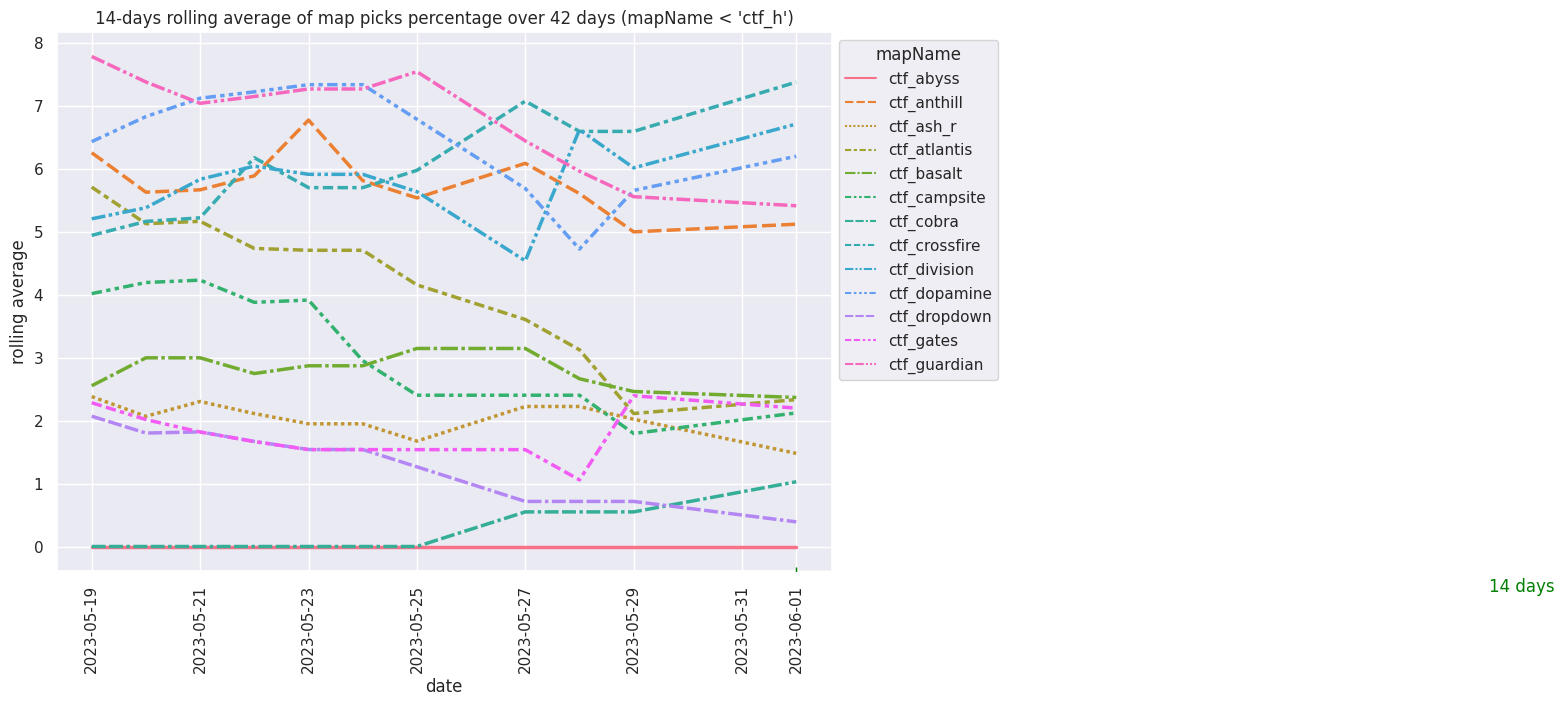 14-days rolling average of map picks percentage over 42 days (mapName < 'ctf_h')
8
7
6
5
4
3
2
1
0
rolling average
2023-05-19
2023-05-21
2023-05-23
2023-05-25
2023-05-27
2023-05-29
2023-05-31
2023-06-01
date
mapName
ctf_abyss
ctf_anthill
ctf_ash_r
ctf_atlantis
ctf_basalt
ctf_campsite
ctf_cobra
ctf_crossfire
ctf_division
ctf_dopamine
ctf_dropdown
ctf_gates
ctf_guardian
14 days